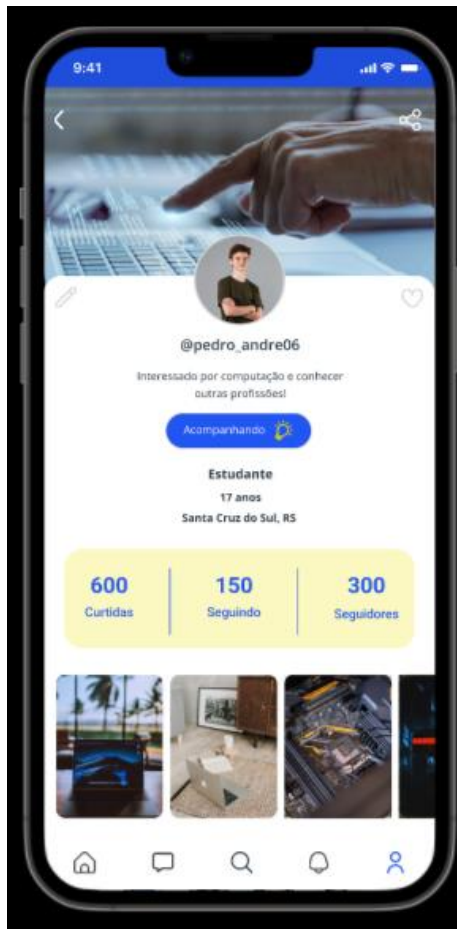 9:41
@pedro_andre06
Interessado por computação e conhecer
outras profissões!
Acompanhando
Estudante
17 anos
Santa Cruz do Sul, RS
600 150 300
Curtidas Seguindo Seguidores